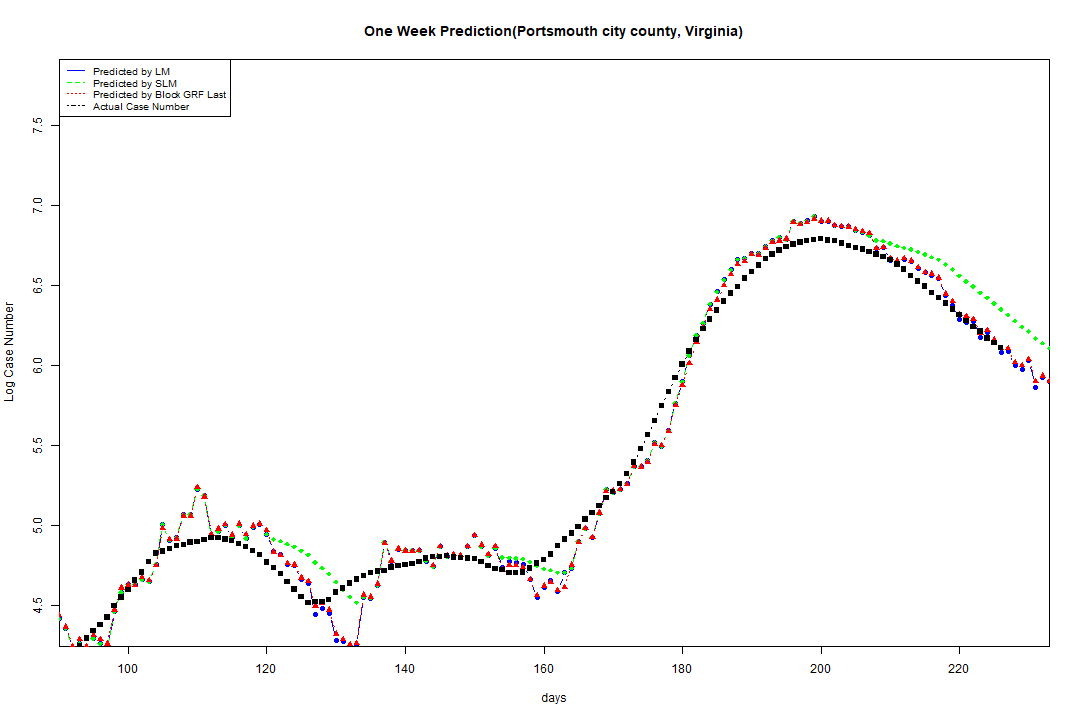 One Week Prediction(Portsmouth city county, Virginia)
Predicted by LM
Predicted by SLM
Predicted by Block GRF Last
Actual Case Number
Log Case Number
7.5
7.0
6.5
6.0
5.5
5.0
4.5
100 120 140 160 180 200 220
days